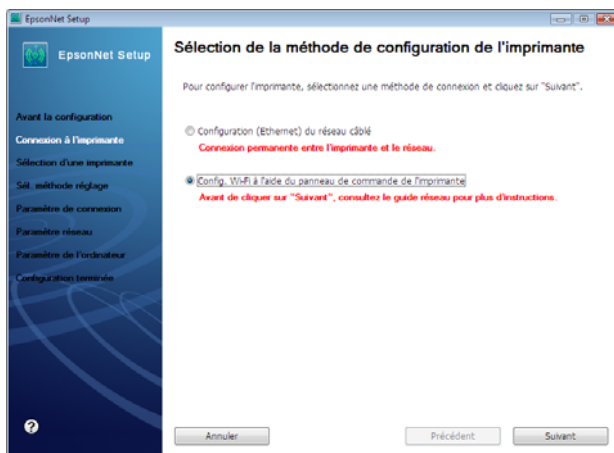 EpsonNet Setup
EpsonNet Setup
Avant la configuration
Connexion à l'imprimante
Sélection d'une imprimante
Sél. méthode réglage
Paramètre de connexion
Paramètre réseau
Paramètre de l'ordinateur
Configuration terminée
Sélection de la méthode de configuration de l'imprimante
Pour configurer l'imprimante, sélectionnez une méthode de connexion et cliquez sur "Suivant".
Configuration (Ethernet) du réseau câblé
Connexion permanente entre l'imprimante et le réseau.
Config. Wi-Fi à l'aide du panneau de commande de l'imprimante
Avant de cliquer sur "Suivant", consultez le guide réseau pour plus d'instructions.
?
Annuler
Précédent
Suivant